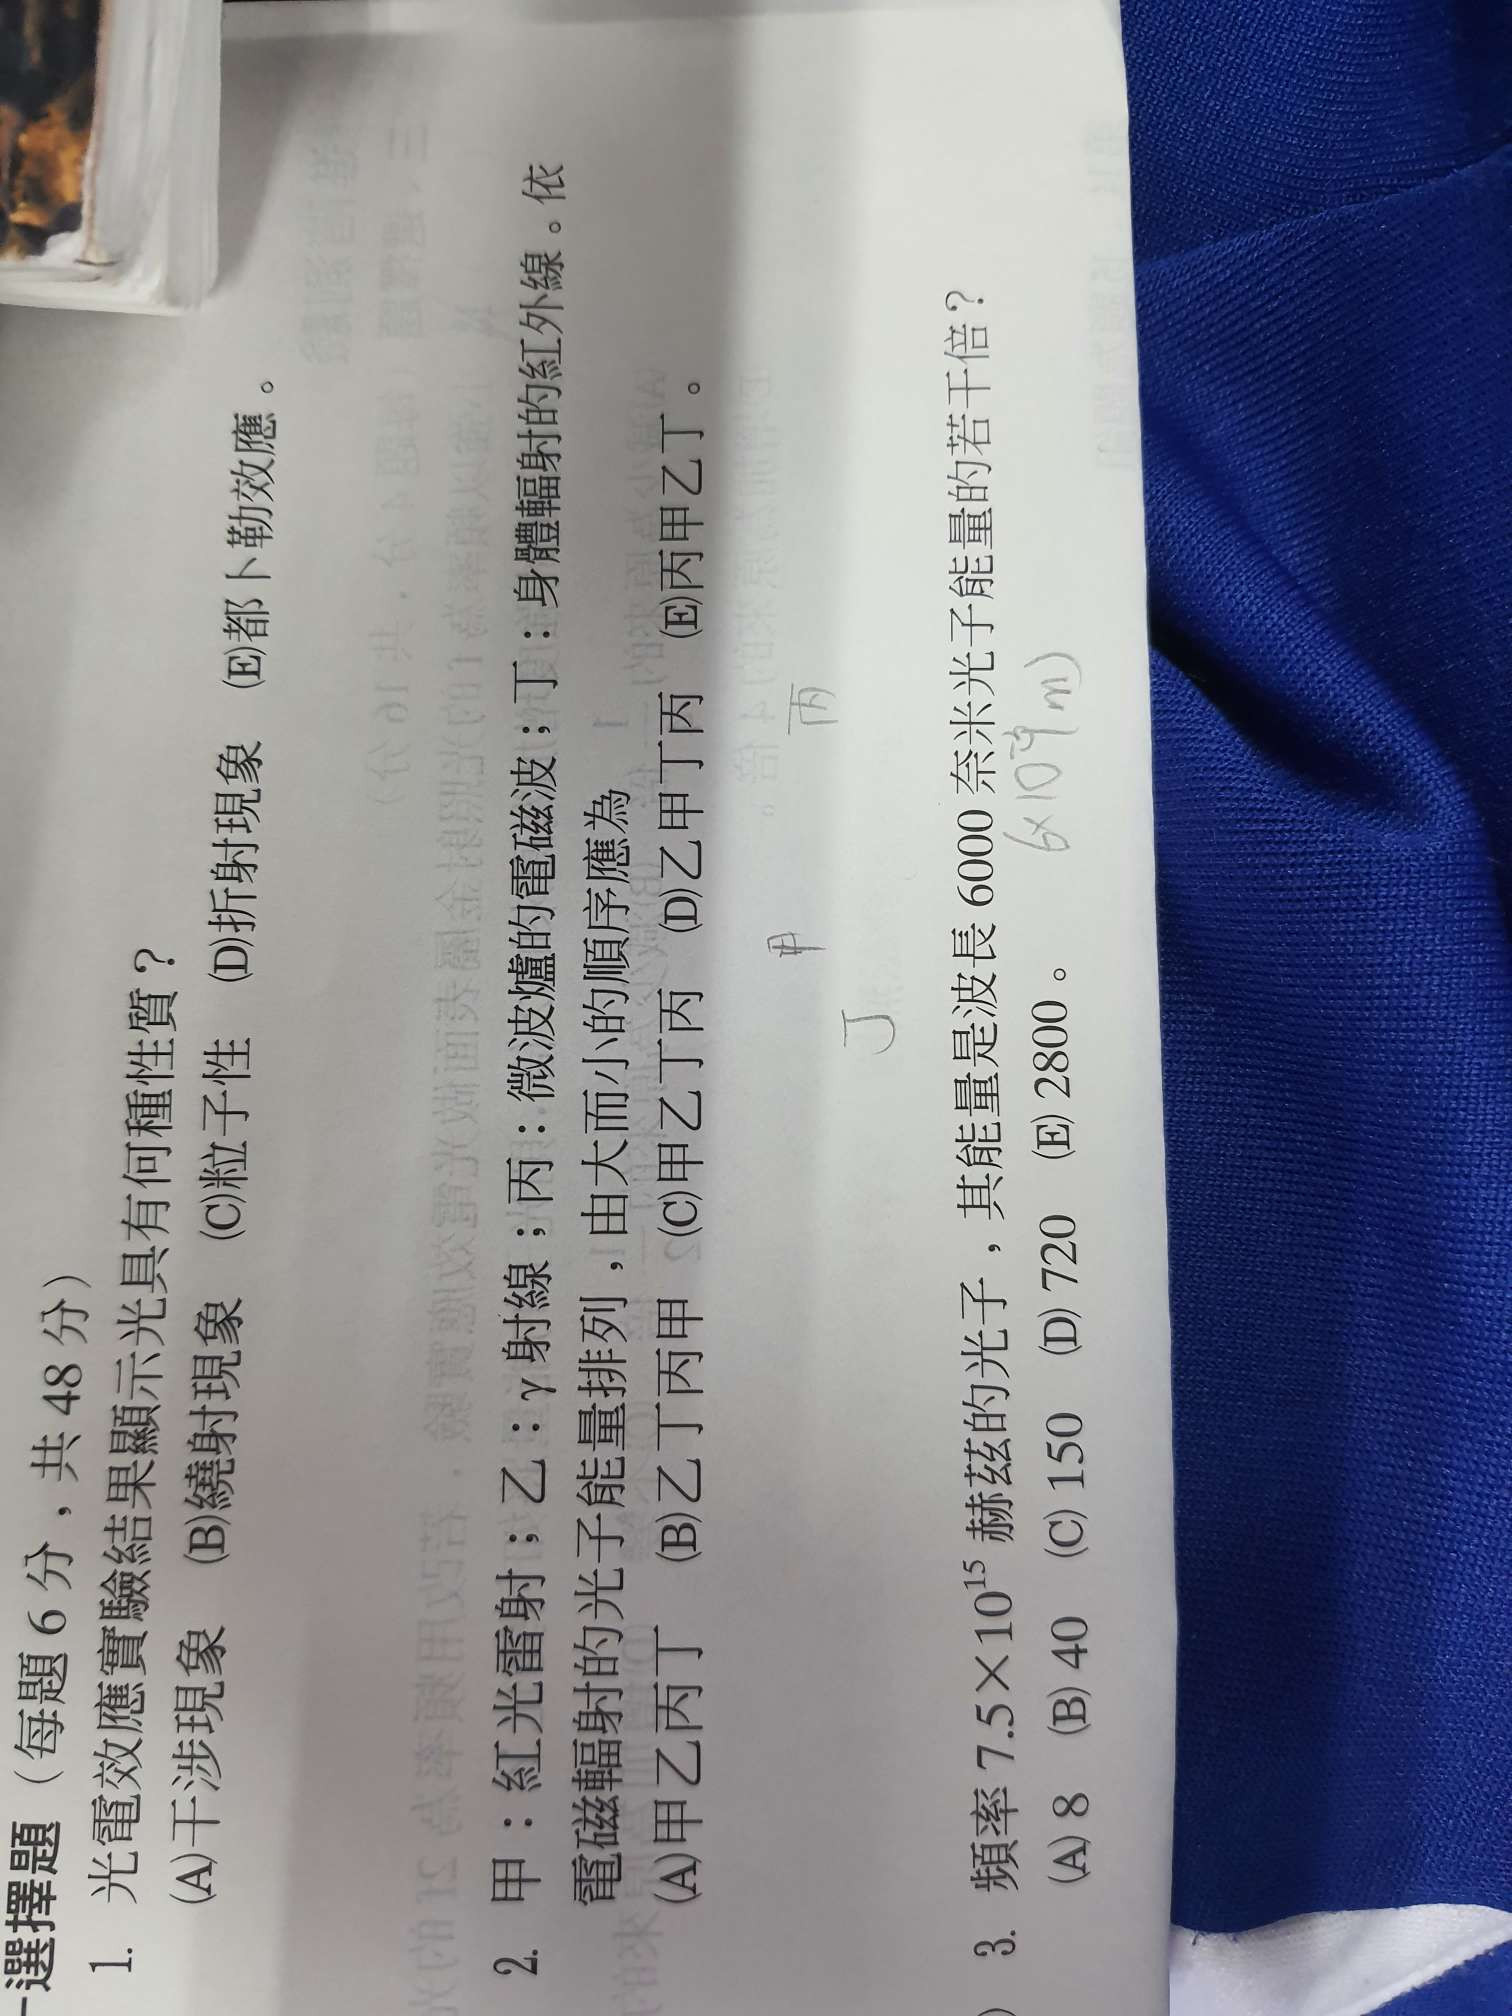 一選擇題（每題 6 分，共 48 分）
1. 光電效應實驗結果顯示光具有何種性質？
(A)干涉現象 (B)繞射現象 (C)粒子性 (D)折射現象 (E)都卜勒效應。
2. 甲：紅光雷射；乙：γ射線；丙：微波爐的電磁波；丁：身體輻射的紅外線。依
電磁輻射的光子能量排列，由大而小的順序應為
(A)甲乙丙丁 (B)乙丁丙甲 (C)甲乙丁丙 (D)乙甲丁丙 (E)丙甲乙丁。
甲 丙
丁
) 3. 頻率 7.5×10¹⁵ 赫茲的光子，其能量是波長 6000 奈米光子能量的若干倍？
(A) 8 (B) 40 (C) 150 (D) 720 (E) 2800。